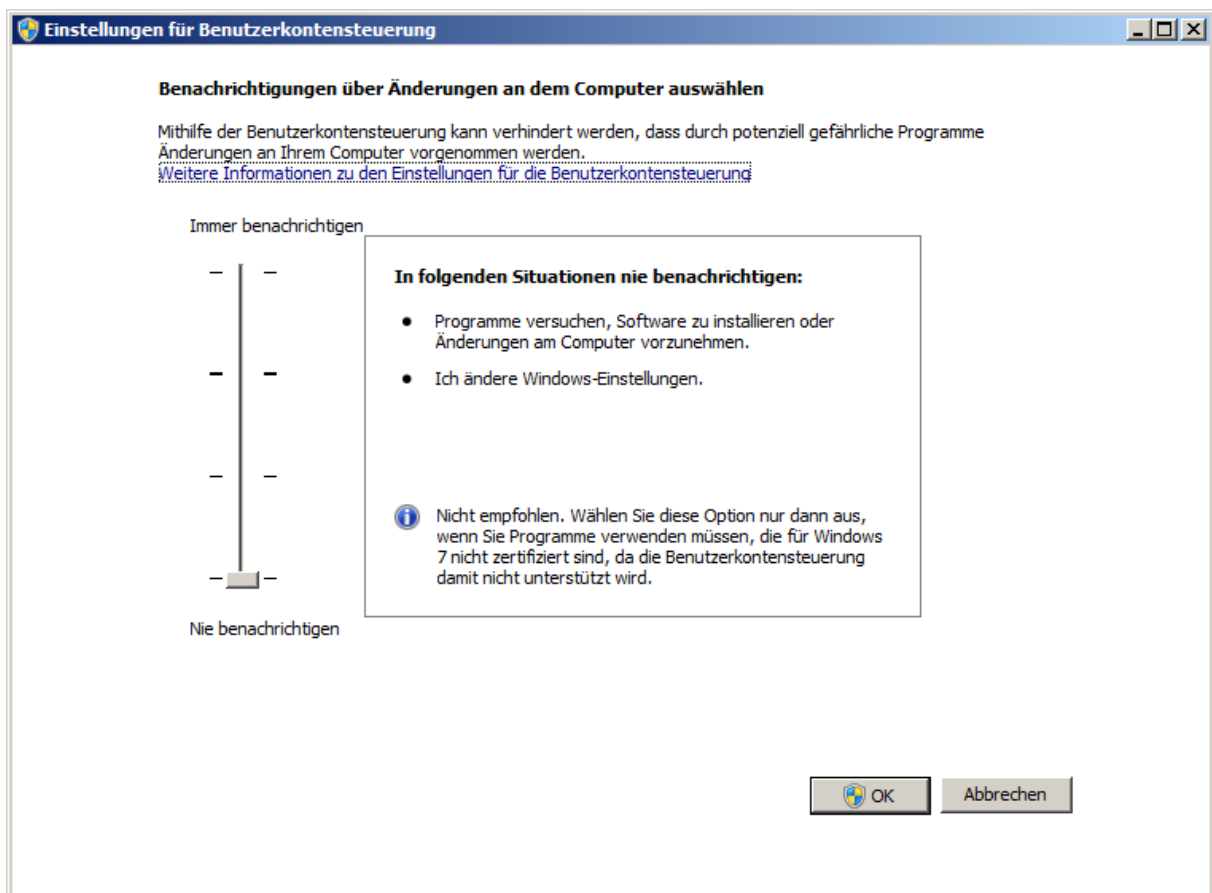 Einstellungen für Benutzerkontensteuerung
Benachrichtigungen über Änderungen an dem Computer auswählen
Mithilfe der Benutzerkontensteuerung kann verhindert werden, dass durch potenziell gefährliche Programme
Änderungen an Ihrem Computer vorgenommen werden.
Weitere Informationen zu den Einstellungen für die Benutzerkontensteuerung
Immer benachrichtigen
In folgenden Situationen nie benachrichtigen:
• Programme versuchen, Software zu installieren oder
Änderungen am Computer vorzunehmen.
• Ich ändere Windows-Einstellungen.
Nicht empfohlen. Wählen Sie diese Option nur dann aus,
wenn Sie Programme verwenden müssen, die für Windows
7 nicht zertifiziert sind, da die Benutzerkontensteuerung
damit nicht unterstützt wird.
Nie benachrichtigen
OK
Abbrechen